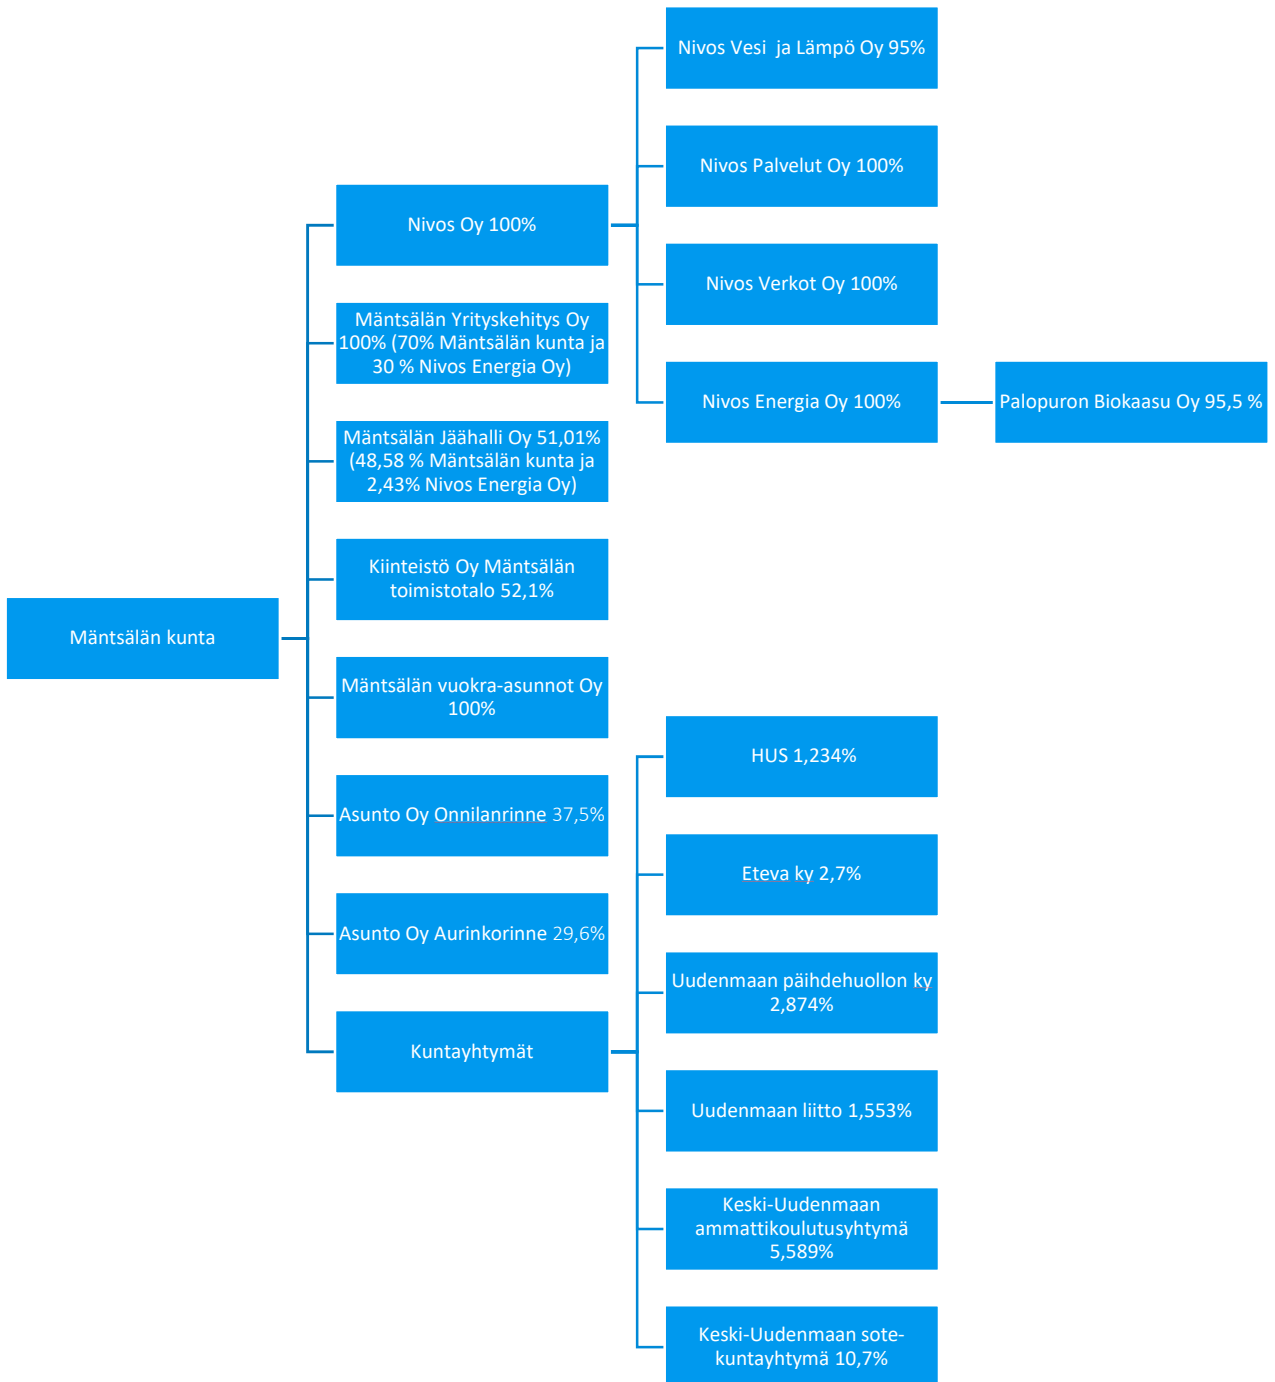 Mäntsälän kunta
Nivos Oy 100%
Nivos Vesi ja Lämpö Oy 95%
Nivos Palvelut Oy 100%
Nivos Verkot Oy 100%
Nivos Energia Oy 100%
Palopuron Biokaasu Oy 95,5 %
Mäntsälän Yrityskehitys Oy
100% (70% Mäntsälän kunta ja
30 % Nivos Energia Oy)
Mäntsälän Jäähalli Oy 51,01%
(48,58 % Mäntsälän kunta ja
2,43% Nivos Energia Oy)
Kiinteistö Oy Mäntsälän
toimistotalo 52,1%
Mäntsälän vuokra-asunnot Oy
100%
Asunto Oy Onnilanrinne 37,5%
Asunto Oy Aurinkorinne 29,6%
Kuntayhtymät
HUS 1,234%
Eteva ky 2,7%
Uudenmaan päihdehuollon ky
2,874%
Uudenmaan liitto 1,553%
Keski-Uudenmaan
ammattikoulutusyhtymä
5,589%
Keski-Uudenmaan sote-
kuntayhtymä 10,7%